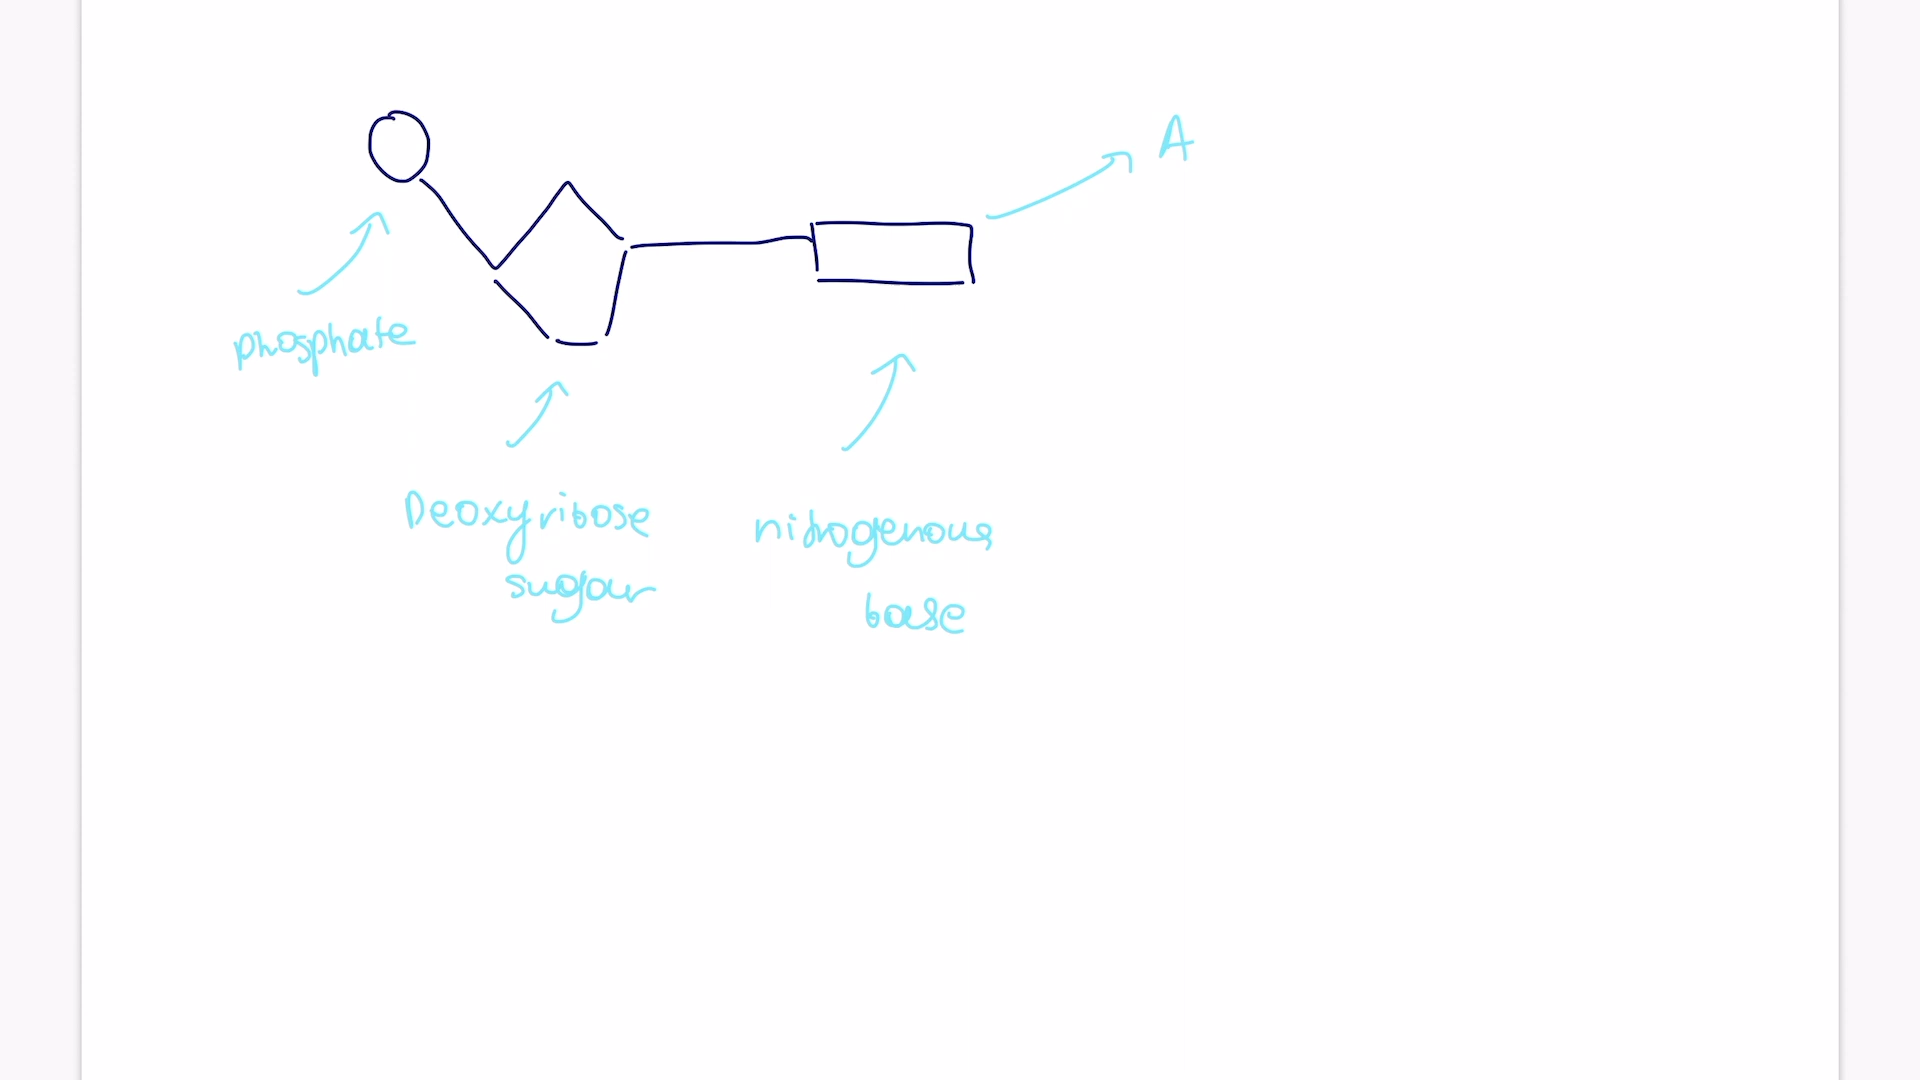 A
phosphate
Deoxyribose
sugar
nitrogenous
base